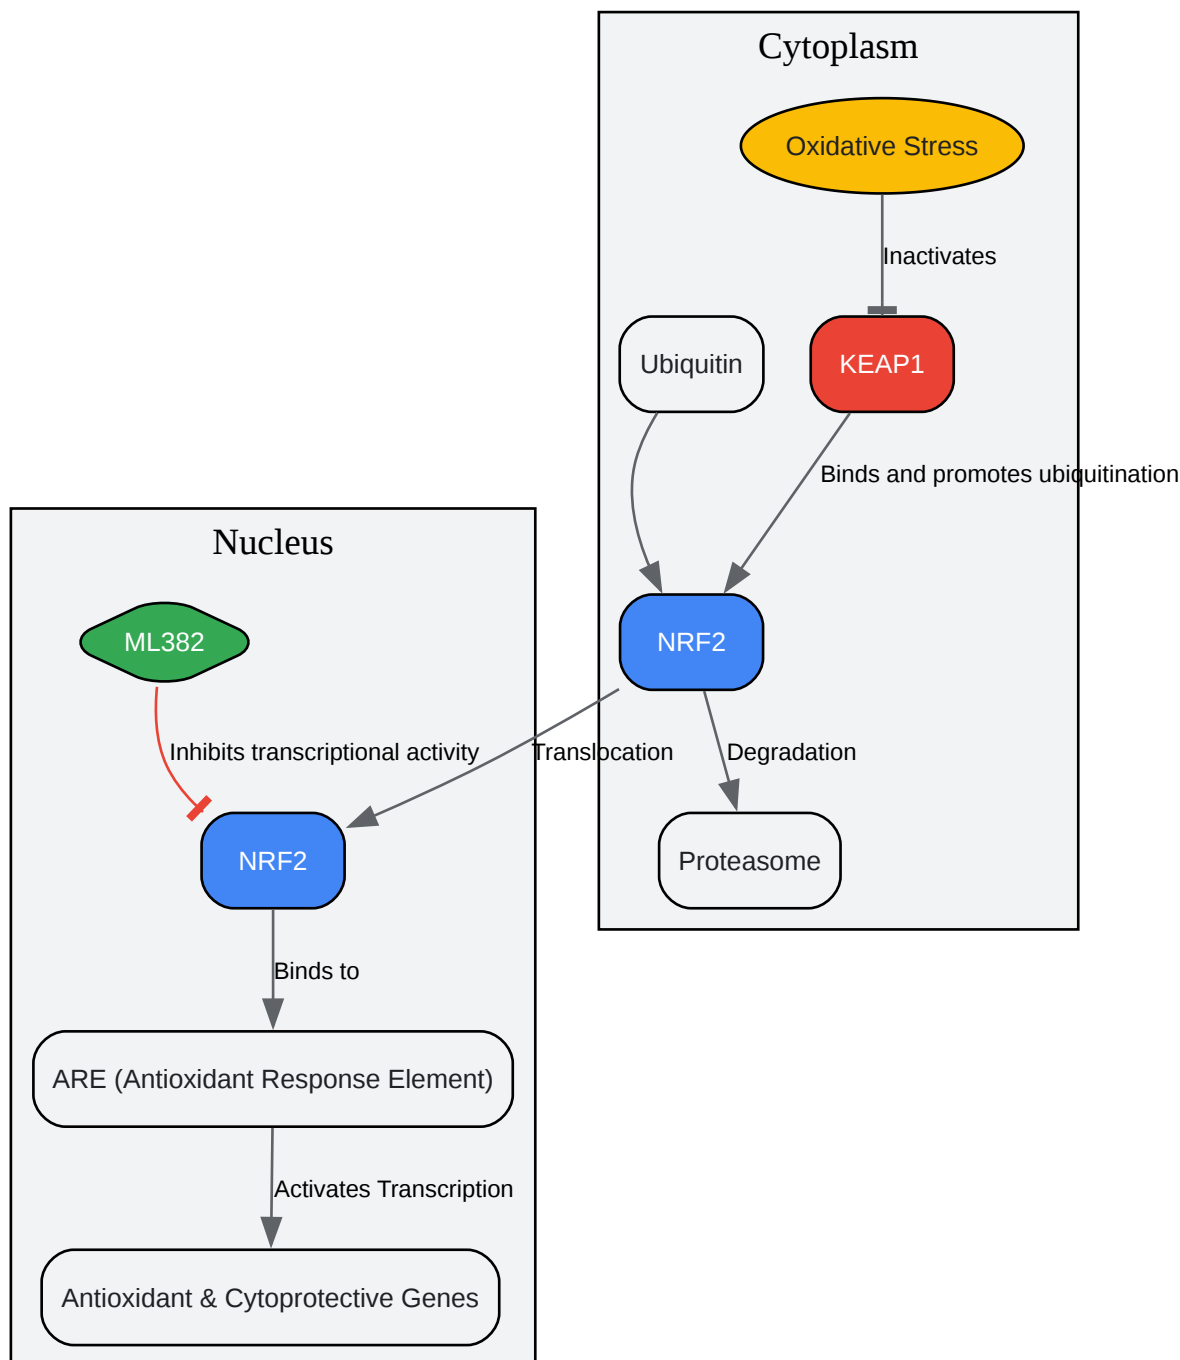 Cytoplasm
Oxidative Stress
Inactivates
Ubiquitin
KEAP1
Binds and promotes ubiquitination
Nucleus
ML382
NRF2
Inhibits transcriptional activity
Translocation
Degradation
NRF2
Proteasome
Binds to
ARE (Antioxidant Response Element)
Activates Transcription
Antioxidant & Cytoprotective Genes